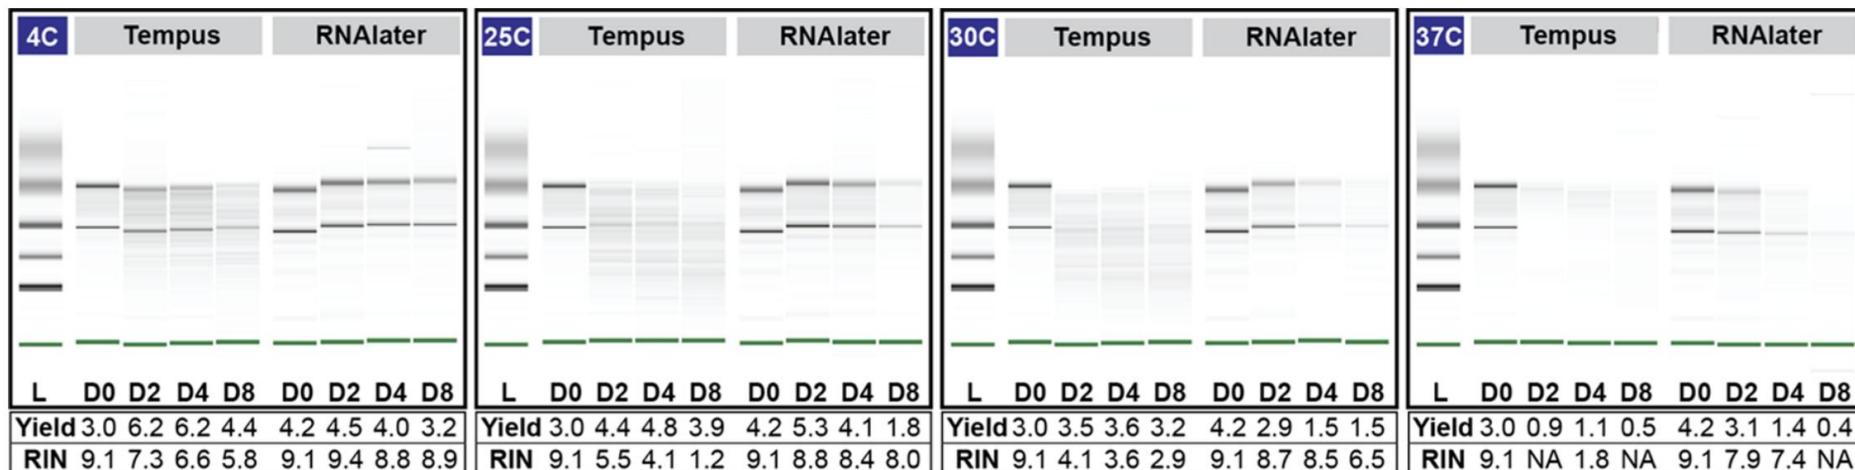 4C Tempus RNAlater 25C Tempus RNAlater 30C Tempus RNAlater 37C Tempus RNAlater
L D0 D2 D4 D8 D0 D2 D4 D8 L D0 D2 D4 D8 D0 D2 D4 D8 L D0 D2 D4 D8 D0 D2 D4 D8 L D0 D2 D4 D8 D0 D2 D4 D8
Yield 3.0 6.2 6.2 4.4 4.2 4.5 4.0 3.2 Yield 3.0 4.4 4.8 3.9 4.2 5.3 4.1 1.8 Yield 3.0 3.5 3.6 3.2 4.2 2.9 1.5 1.5 Yield 3.0 0.9 1.1 0.5 4.2 3.1 1.4 0.4
RIN 9.1 7.3 6.6 5.8 9.1 9.4 8.8 8.9 RIN 9.1 5.5 4.1 1.2 9.1 8.8 8.4 8.0 RIN 9.1 4.1 3.6 2.9 9.1 8.7 8.5 6.5 RIN 9.1 NA 1.8 NA 9.1 7.9 7.4 NA